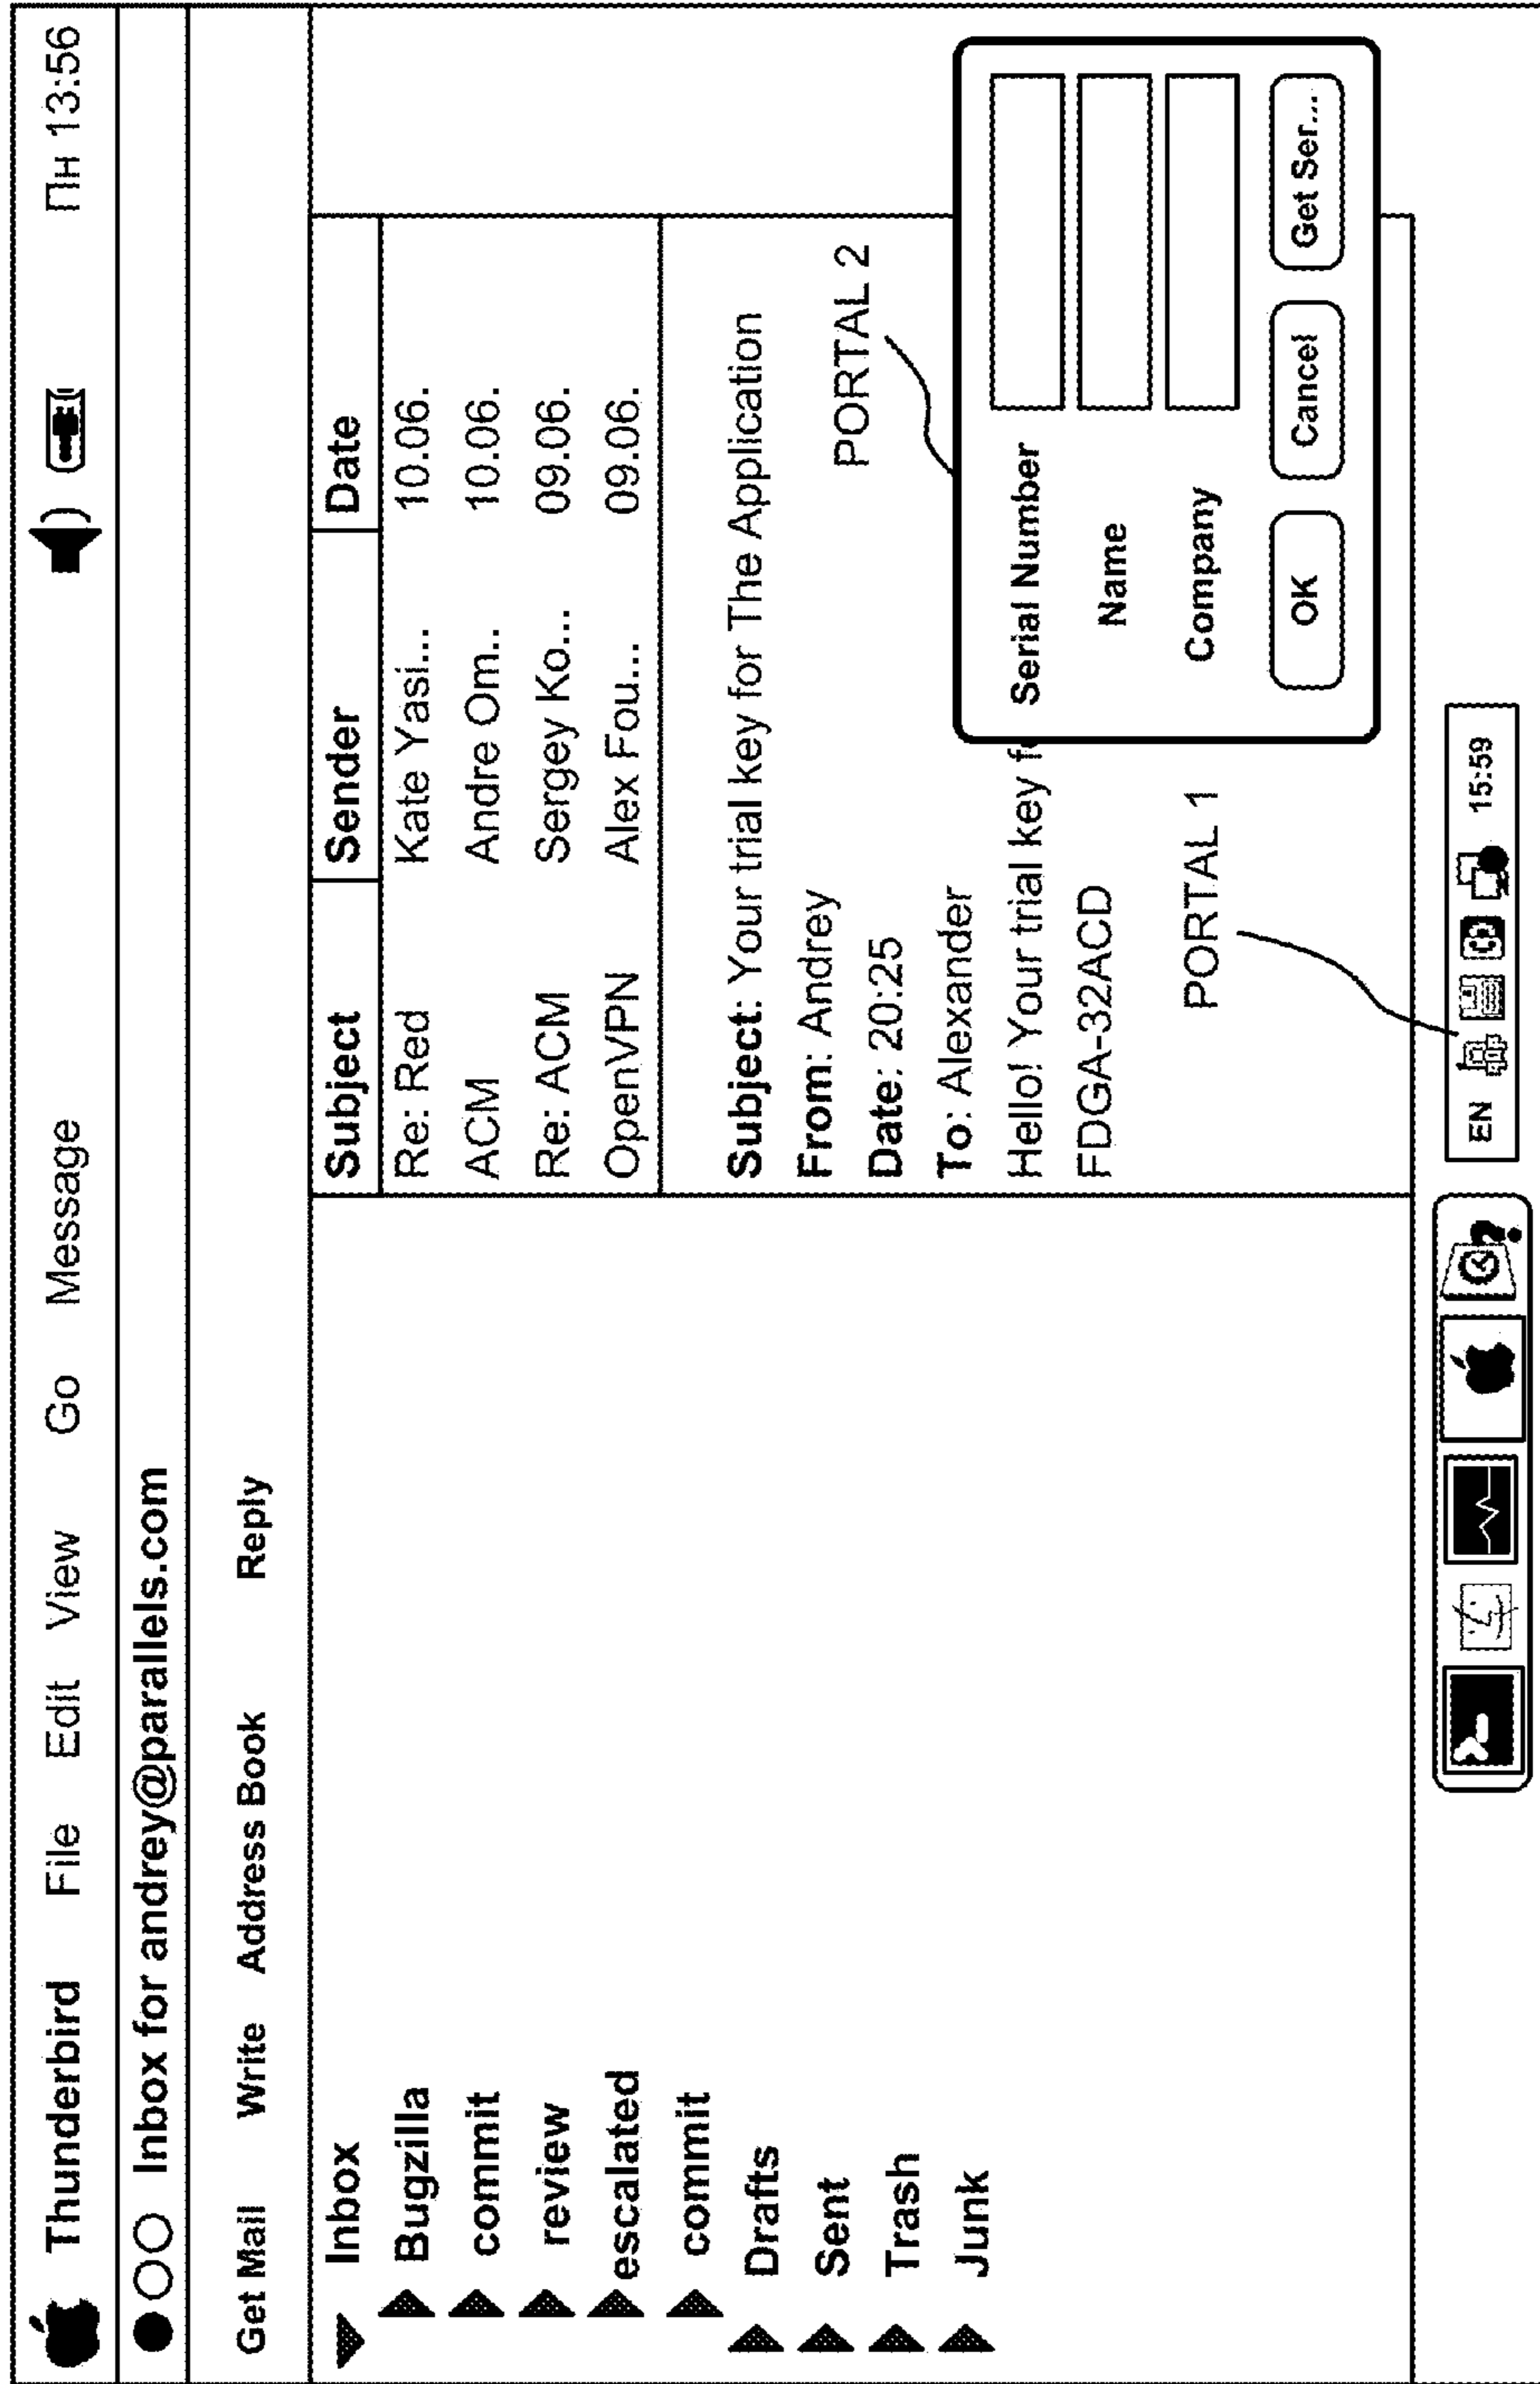 Thunderbird File Edit View Go Message Пн 13:56
Inbox for andrey@parallels.com
Get Mail Write Address Book Reply
Inbox
Bugzilla
commit
review
escalated
commit
Drafts
Sent
Trash
Junk
Subject Sender Date
Re: Red Kate Yasi... 10.06.
ACM Andre Om.. 10.06.
Re: ACM Sergey Ko... 09.06.
OpenVPN Alex Fou... 09.06.
Subject: Your trial key for The Application
From: Andrey
Date: 20:25
To: Alexander
Hello! Your trial key f
FDGA-32ACD
PORTAL 2
Serial Number
Name
Company
OK Cancel Get Ser...
PORTAL 1
EN 15:59